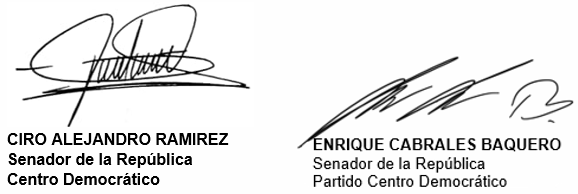 CIRO ALEJANDRO RAMIREZ
Senador de la República
Centro Democrático
ENRIQUE CABRALES BAQUERO
Senador de la República
Partido Centro Democrático